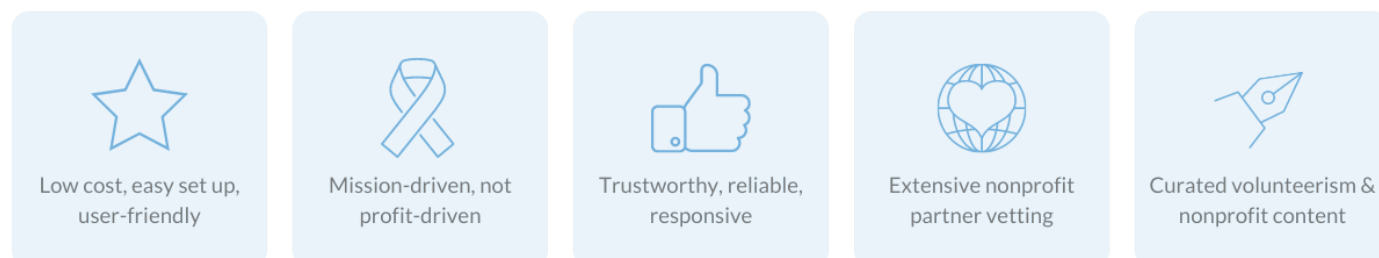 Low cost, easy set up,
user-friendly
Mission-driven, not
profit-driven
Trustworthy, reliable,
responsive
Extensive nonprofit
partner vetting
Curated volunteerism &
nonprofit content